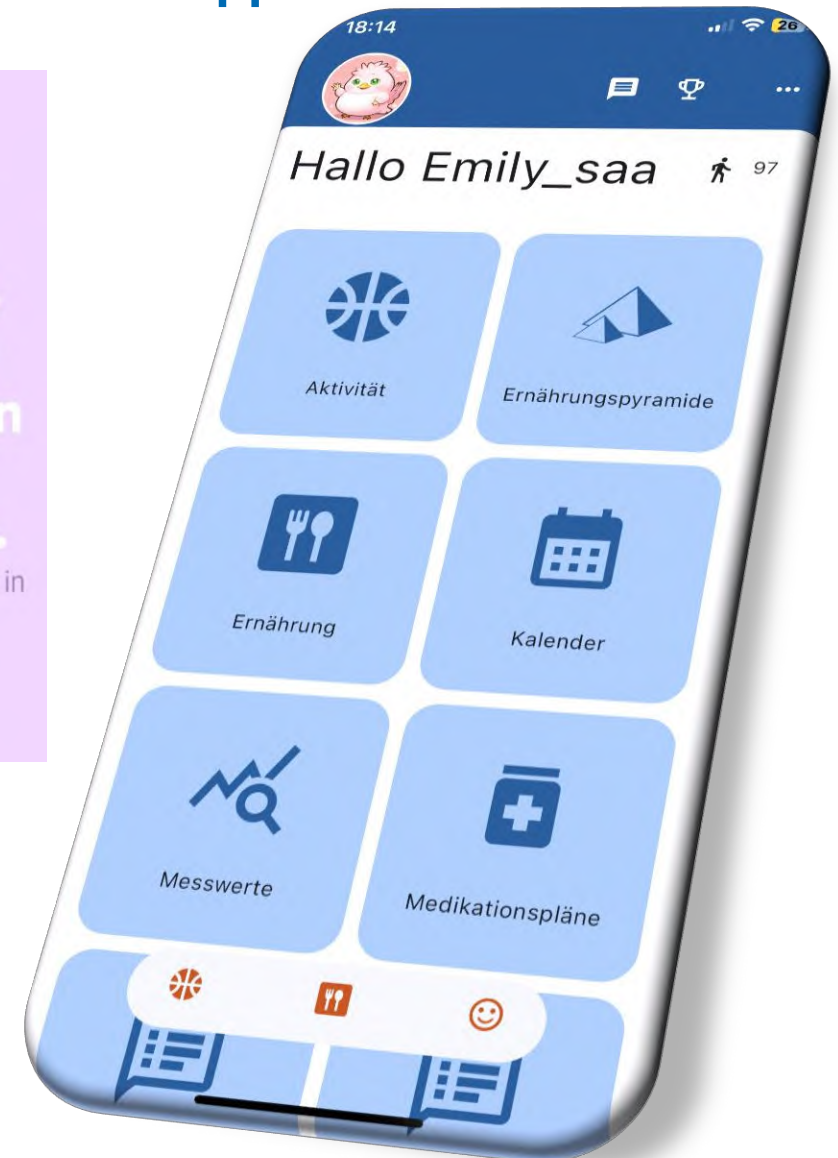 18:14
26
Hallo Emily_saa
97
Aktivität
Ernährungspyramide
Ernährung
Kalender
Messwerte
Medikationspläne
in